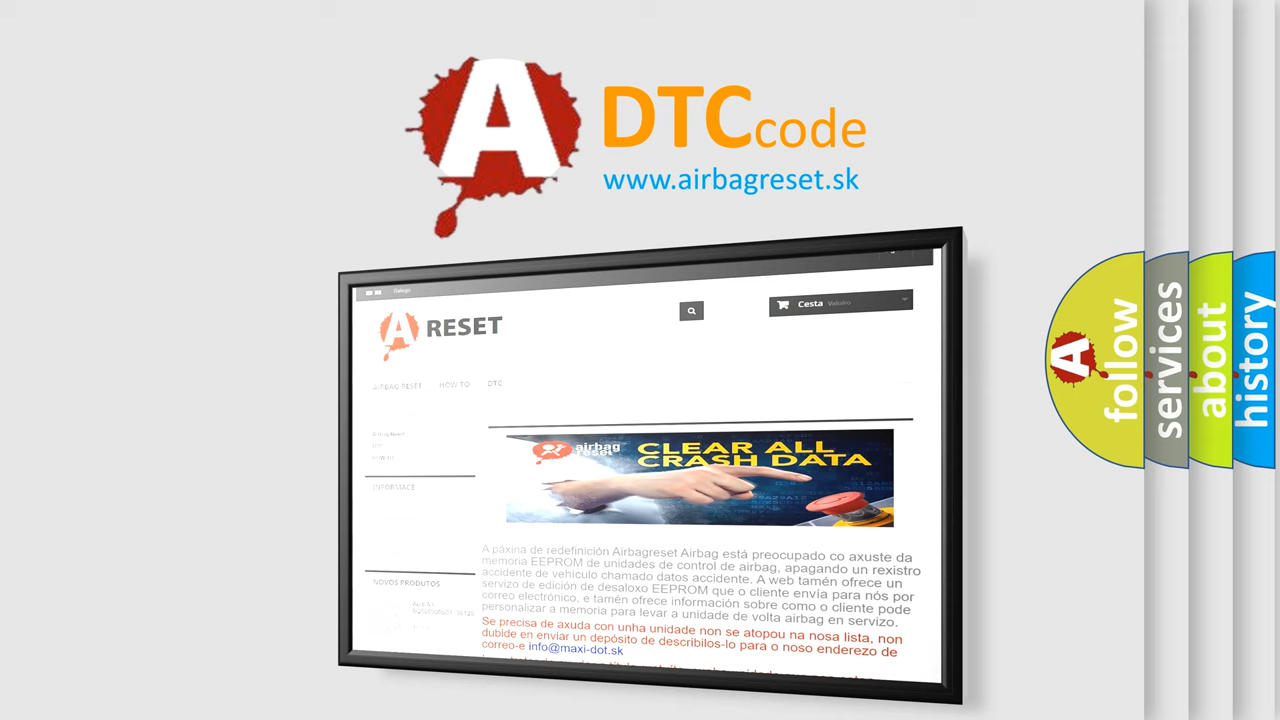 A DTC code
www.airbagreset.sk
Galego
A RESET
Cesta Valeiro
AIRBAG RESET HOW TO DTC
INFORMACE
NOVOS PRODUTOS
airbag
reset
CLEAR ALL
CRASH DATA
A páxina de redefinición Airbagreset Airbag está preocupado co axuste da
memoria EEPROM de unidades de control de airbag, apagando un rexistro
accidente de vehículo chamado datos accidente. A web tamén ofrece un
servizo de edición de desaloxo EEPROM que o cliente envía para nós por
correo electrónico, e tamén ofrece información sobre como o cliente pode
personalizar a memoria para levar a unidade de volta airbag en servizo.
Se precisa de axuda con unha unidade non se atopou na nosa lista, non
dubide en enviar un depósito de describilos-lo para o noso enderezo de
correo-e info@maxi-dot.sk
A follow
services
about
history